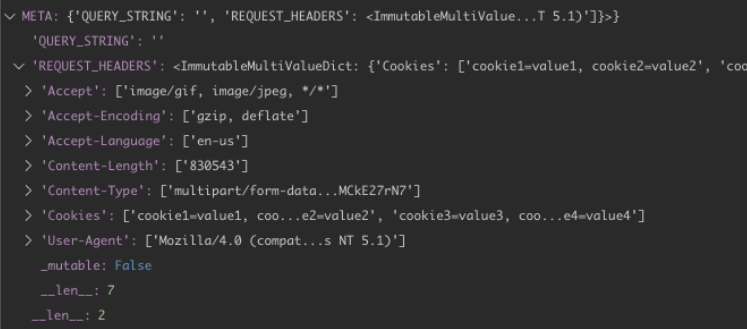 META: {'QUERY_STRING': '', 'REQUEST_HEADERS': <ImmutableMultiValue...T 5.1)']}>}
'QUERY_STRING': ''
'REQUEST_HEADERS': <ImmutableMultiValueDict: {'Cookies': ['cookie1=value1, cookie2=value2', 'coo
'Accept': ['image/gif, image/jpeg, */*']
'Accept-Encoding': ['gzip, deflate']
'Accept-Language': ['en-us']
'Content-Length': ['830543']
'Content-Type': ['multipart/form-data...MCkE27rN7']
'Cookies': ['cookie1=value1, coo...e2=value2', 'cookie3=value3, coo...e4=value4']
'User-Agent': ['Mozilla/4.0 (compat...s NT 5.1)']
_mutable: False
__len__: 7
__len__: 2